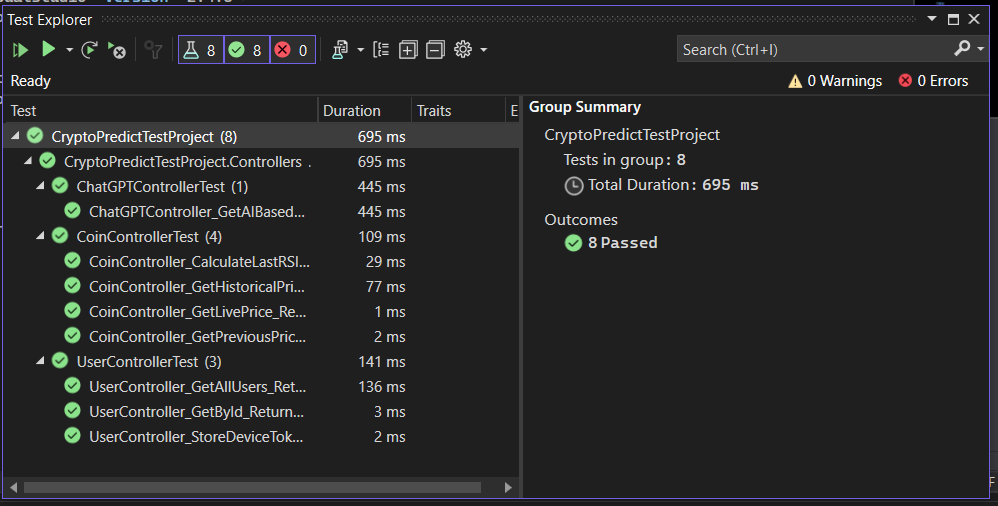 Test Explorer
8 8 0
Search (Ctrl+I)
Ready
0 Warnings 0 Errors
Test Duration Traits E
CryptoPredictTestProject (8) 695 ms
CryptoPredictTestProject.Controllers . 695 ms
ChatGPTControllerTest (1) 445 ms
ChatGPTController_GetAIBased... 445 ms
CoinControllerTest (4) 109 ms
CoinController_CalculateLastRSI... 29 ms
CoinController_GetHistoricalPri... 77 ms
CoinController_GetLivePrice_Re... 1 ms
CoinController_GetPreviousPric... 2 ms
UserControllerTest (3) 141 ms
UserController_GetAllUsers_Ret... 136 ms
UserController_GetById_Return... 3 ms
UserController_StoreDeviceTok... 2 ms
Group Summary
CryptoPredictTestProject
Tests in group: 8
Total Duration: 695 ms
Outcomes
8 Passed